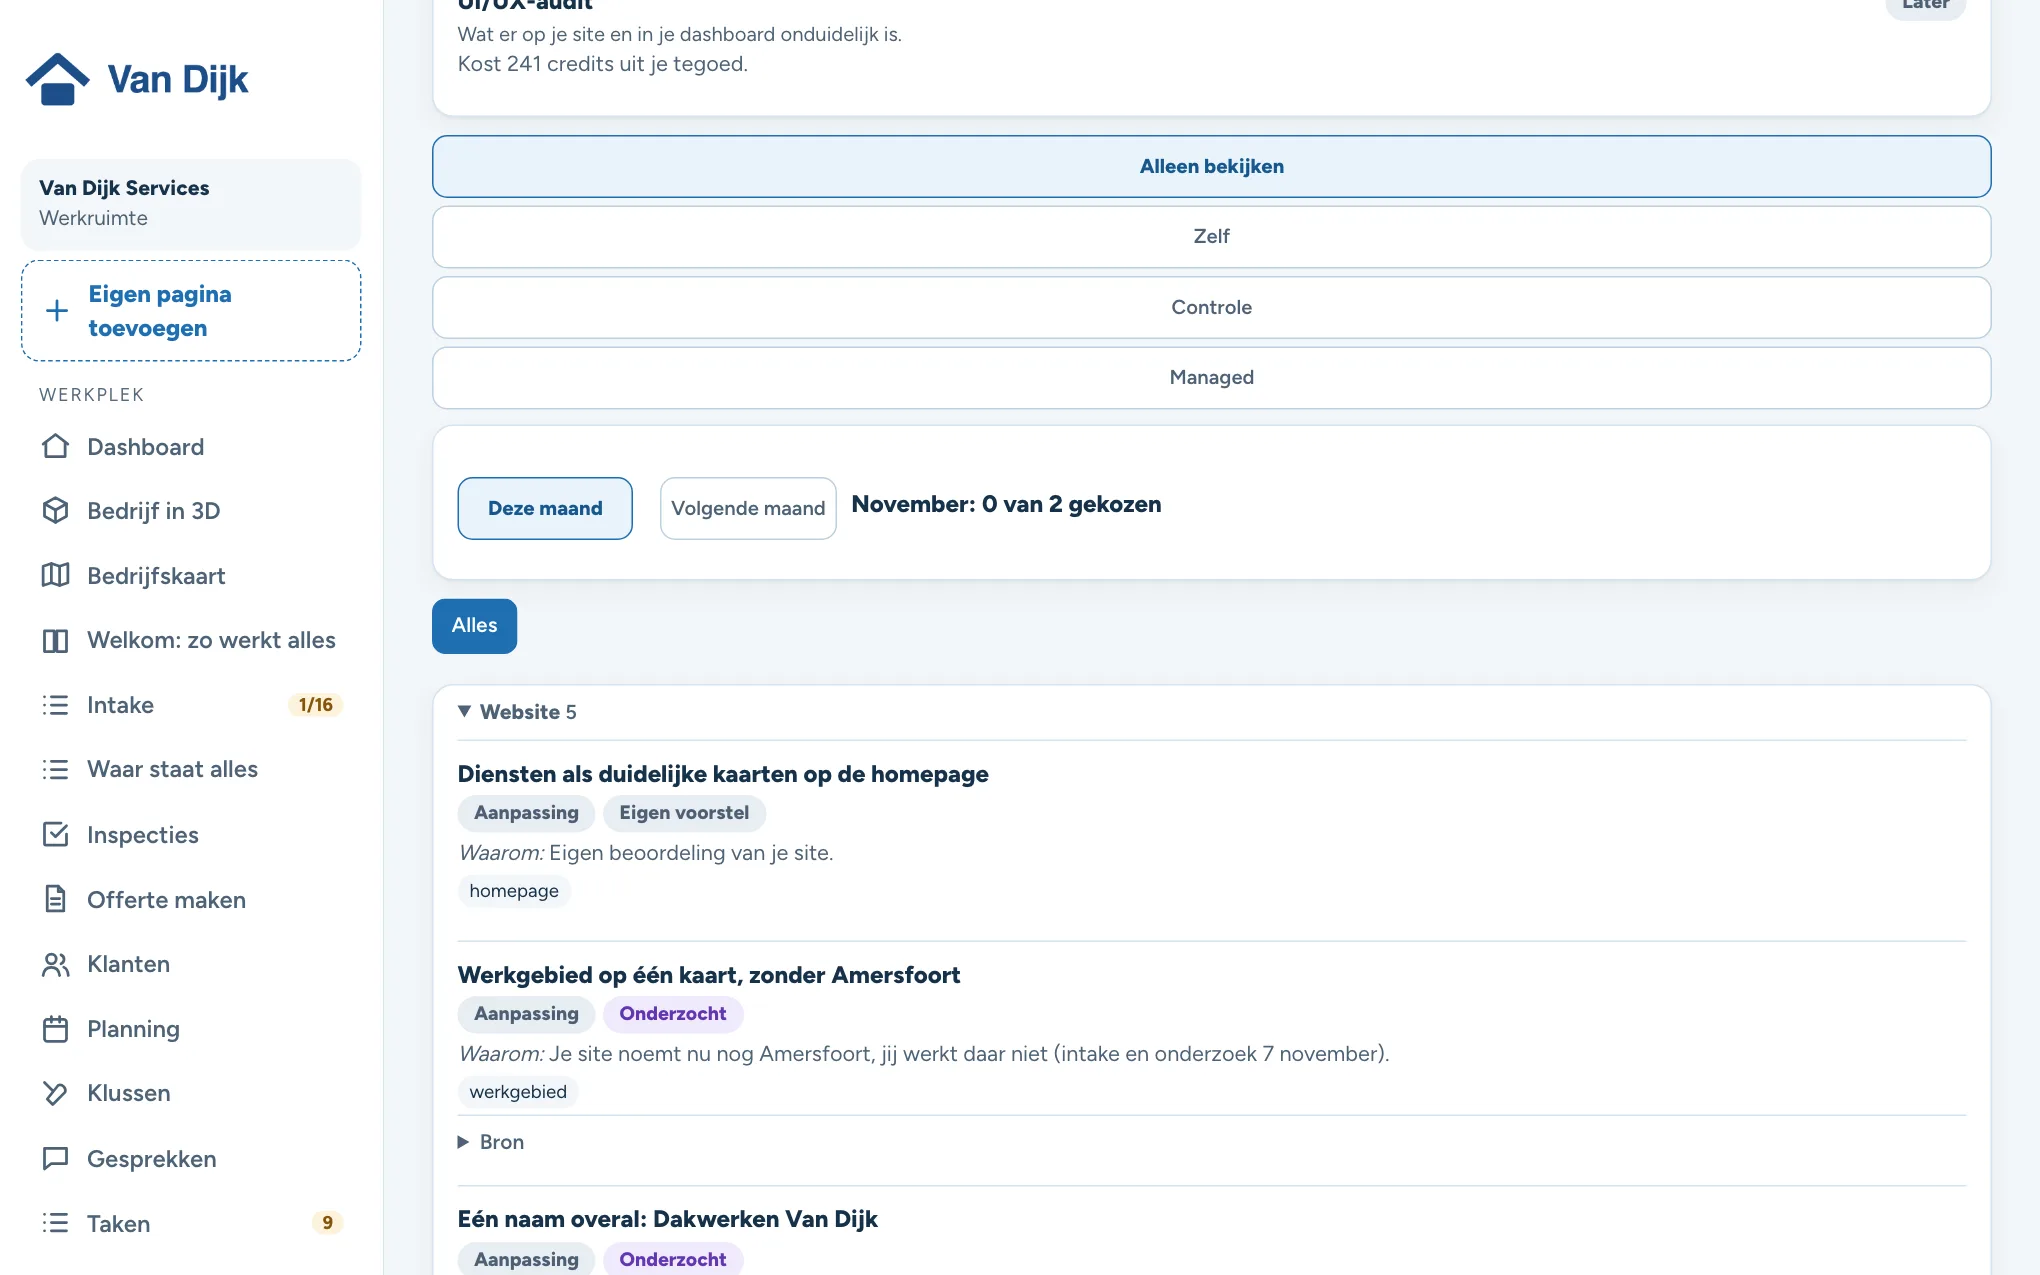 Van Dijk
Van Dijk Services
Werkruimte
Eigen pagina
toevoegen
WERKPLEK
Dashboard
Bedrijf in 3D
Bedrijfskaart
Welkom: zo werkt alles
Intake 1/16
Waar staat alles
Inspecties
Offerte maken
Klanten
Planning
Klussen
Gesprekken
Taken 9
UI/UX-audit
Later
Wat er op je site en in je dashboard onduidelijk is.
Kost 241 credits uit je tegoed.
Alleen bekijken
Zelf
Controle
Managed
Deze maand Volgende maand November: 0 van 2 gekozen
Alles
Website 5
Diensten als duidelijke kaarten op de homepage
Aanpassing Eigen voorstel
Waarom: Eigen beoordeling van je site.
homepage
Werkgebied op één kaart, zonder Amersfoort
Aanpassing Onderzocht
Waarom: Je site noemt nu nog Amersfoort, jij werkt daar niet (intake en onderzoek 7 november).
werkgebied
Bron
Eén naam overal: Dakwerken Van Dijk
Aanpassing Onderzocht